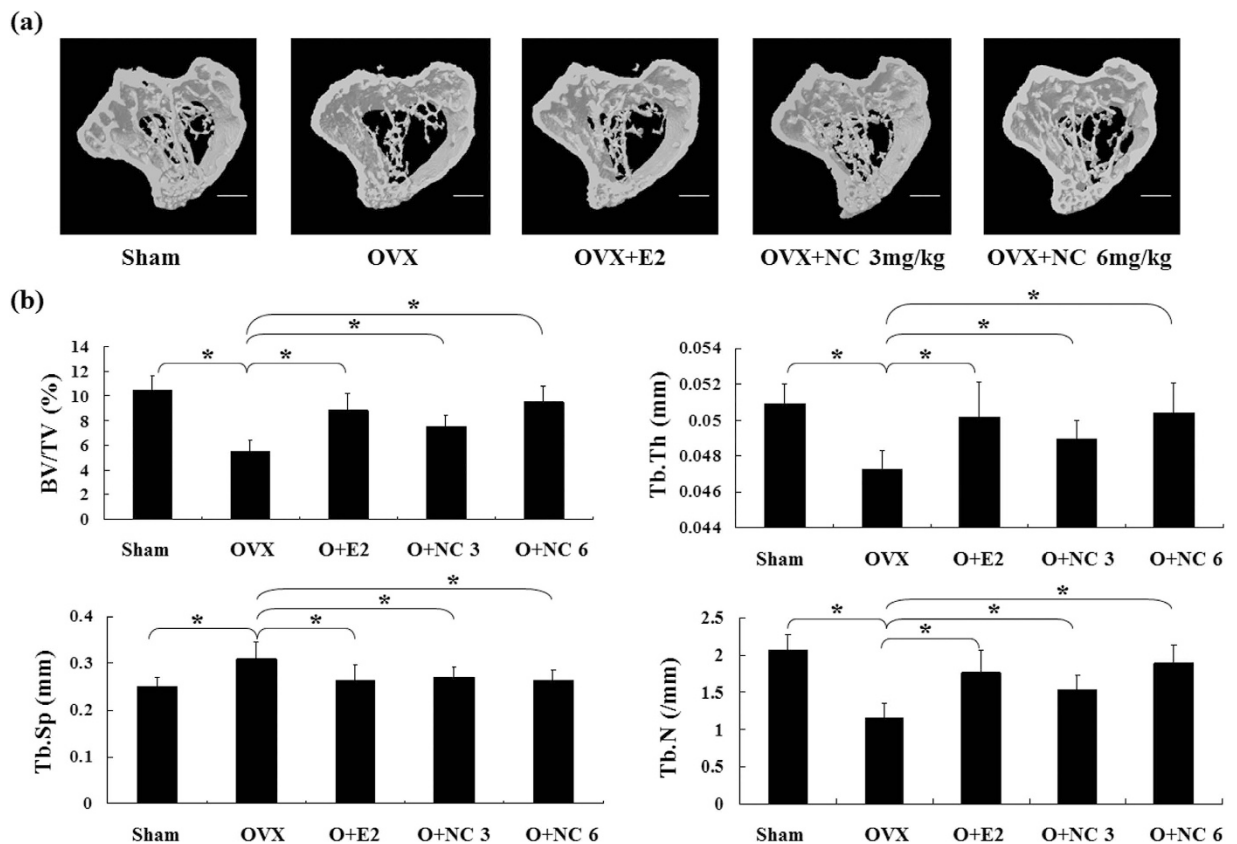 (a)
Sham OVX OVX+E2 OVX+NC 3mg/kg OVX+NC 6mg/kg
(b)
BV/TV (%)
14
12
10
8
6
4
2
0
* * * *
Sham OVX O+E2 O+NC 3 O+NC 6
Tb.Th (mm)
0.054
0.052
0.05
0.048
0.046
0.044
* * * *
Sham OVX O+E2 O+NC 3 O+NC 6
Tb.Sp (mm)
0.4
0.3
0.2
0.1
0
* * * *
Sham OVX O+E2 O+NC 3 O+NC 6
Tb.N (/mm)
2.5
2
1.5
1
0.5
0
* * * *
Sham OVX O+E2 O+NC 3 O+NC 6